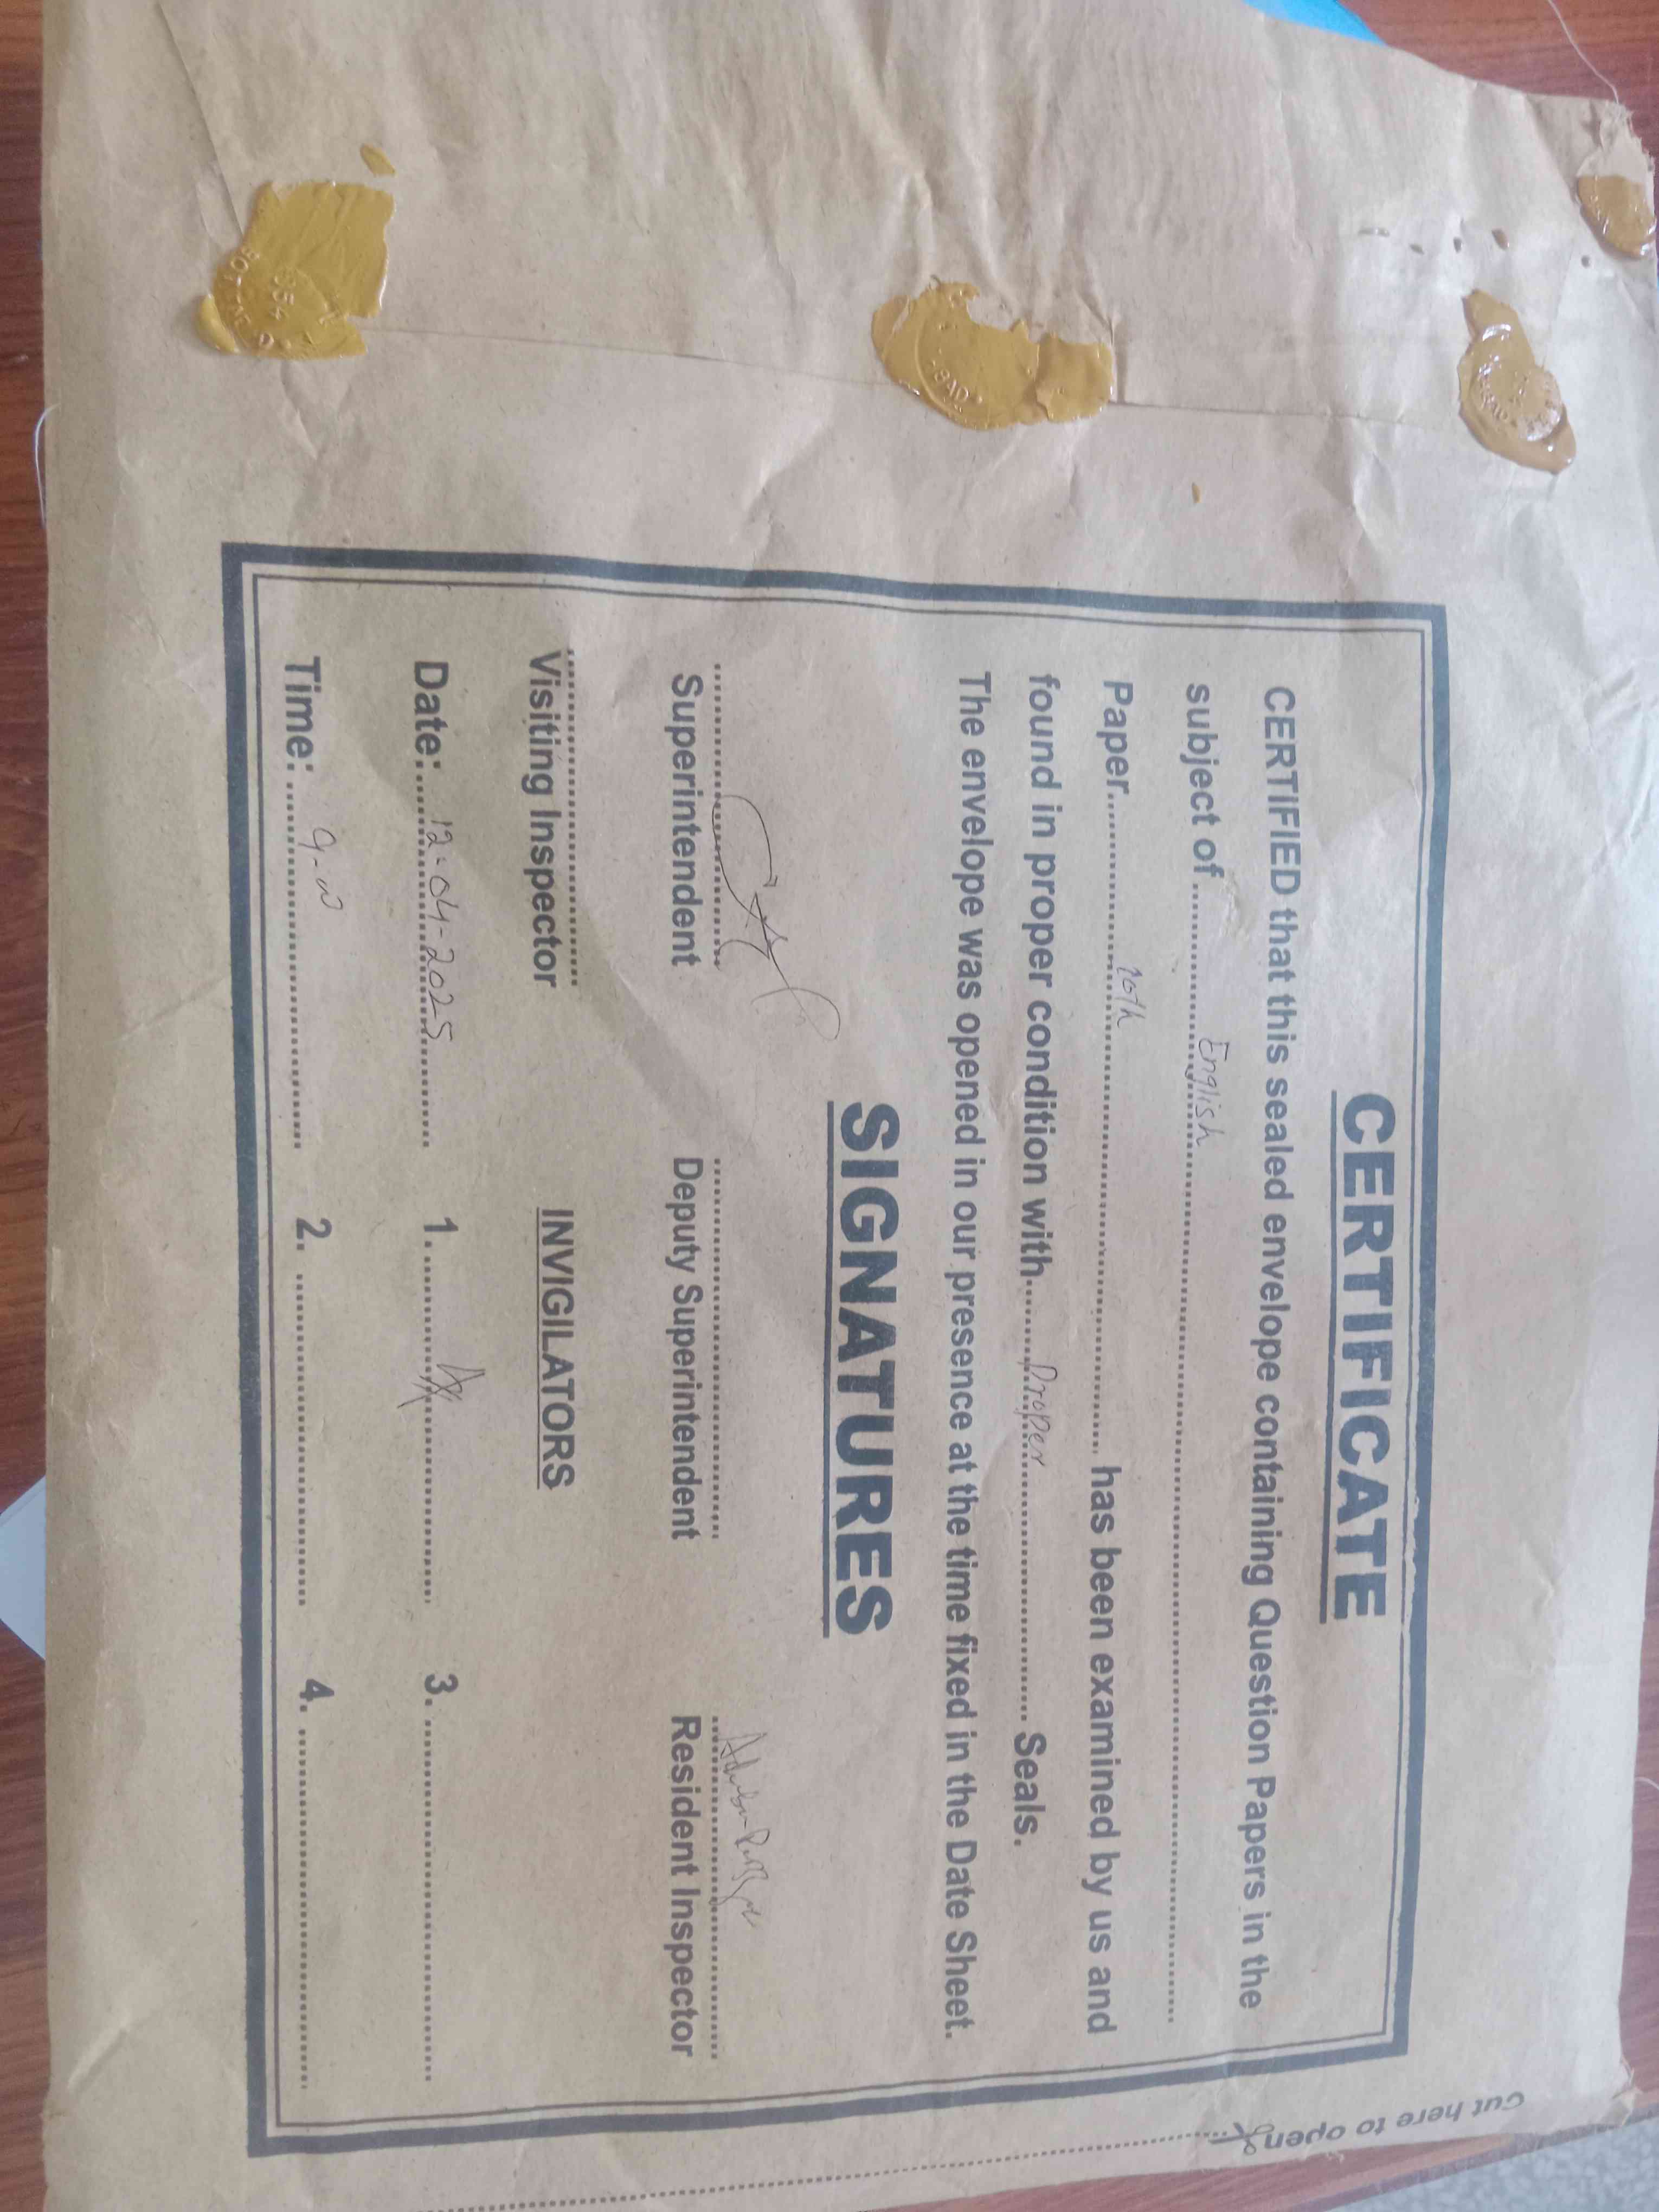 CERTIFICATE
CERTIFIED that this sealed envelope containing Question Papers in the
subject of .......... English ..........
Paper.......... 10th .......... has been examined by us and
found in proper condition with.......... Proper .......... Seals.
The envelope was opened in our presence at the time fixed in the Date Sheet.
SIGNATURES
Superintendent Deputy Superintendent Resident Inspector
Visiting Inspector INVIGILATORS
Date: 12-04-2025 1. .......... 3. ..........
Time: 9-00 2. .......... 4. ..........
cut here to open